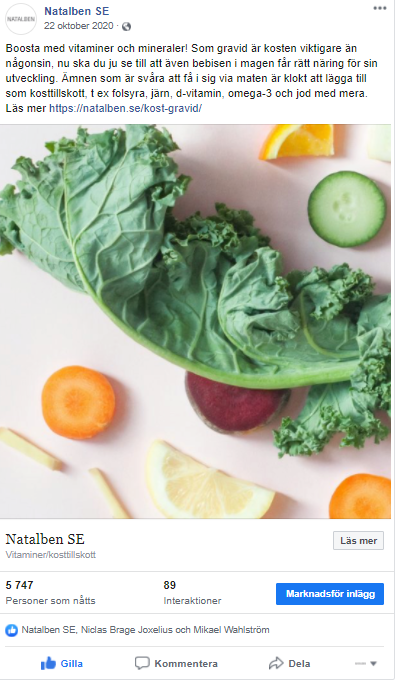 NATALBEN
Natalben SE
22 oktober 2020 ·
Boosta med vitaminer och mineraler! Som gravid är kosten viktigare än
någonsin, nu ska du ju se till att även bebisen i magen får rätt näring för sin
utveckling. Ämnen som är svåra att få i sig via maten är klokt att lägga till
som kosttillskott, t ex folsyra, järn, d-vitamin, omega-3 och jod med mera.
Läs mer https://natalben.se/kost-gravid/
Natalben SE
Vitaminer/kosttillskott
Läs mer
5 747
Personer som nåtts
89
Interaktioner
Marknadsför inlägg
Natalben SE, Niclas Brage Joxelius och Mikael Wahlström
Gilla
Kommentera
Dela